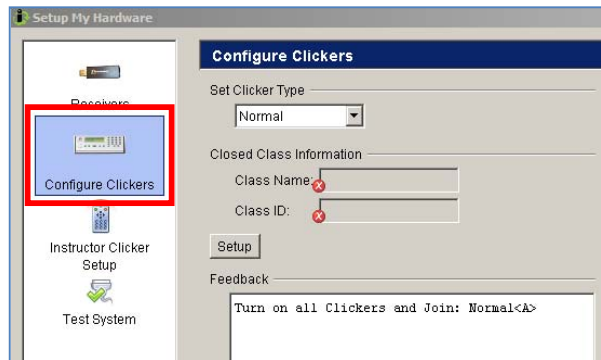 Setup My Hardware
Receivers
Configure Clickers
Instructor Clicker
Setup
Test System
Configure Clickers
Set Clicker Type
Normal
Closed Class Information
Class Name:
Class ID:
Setup
Feedback
Turn on all Clickers and Join: Normal<A>